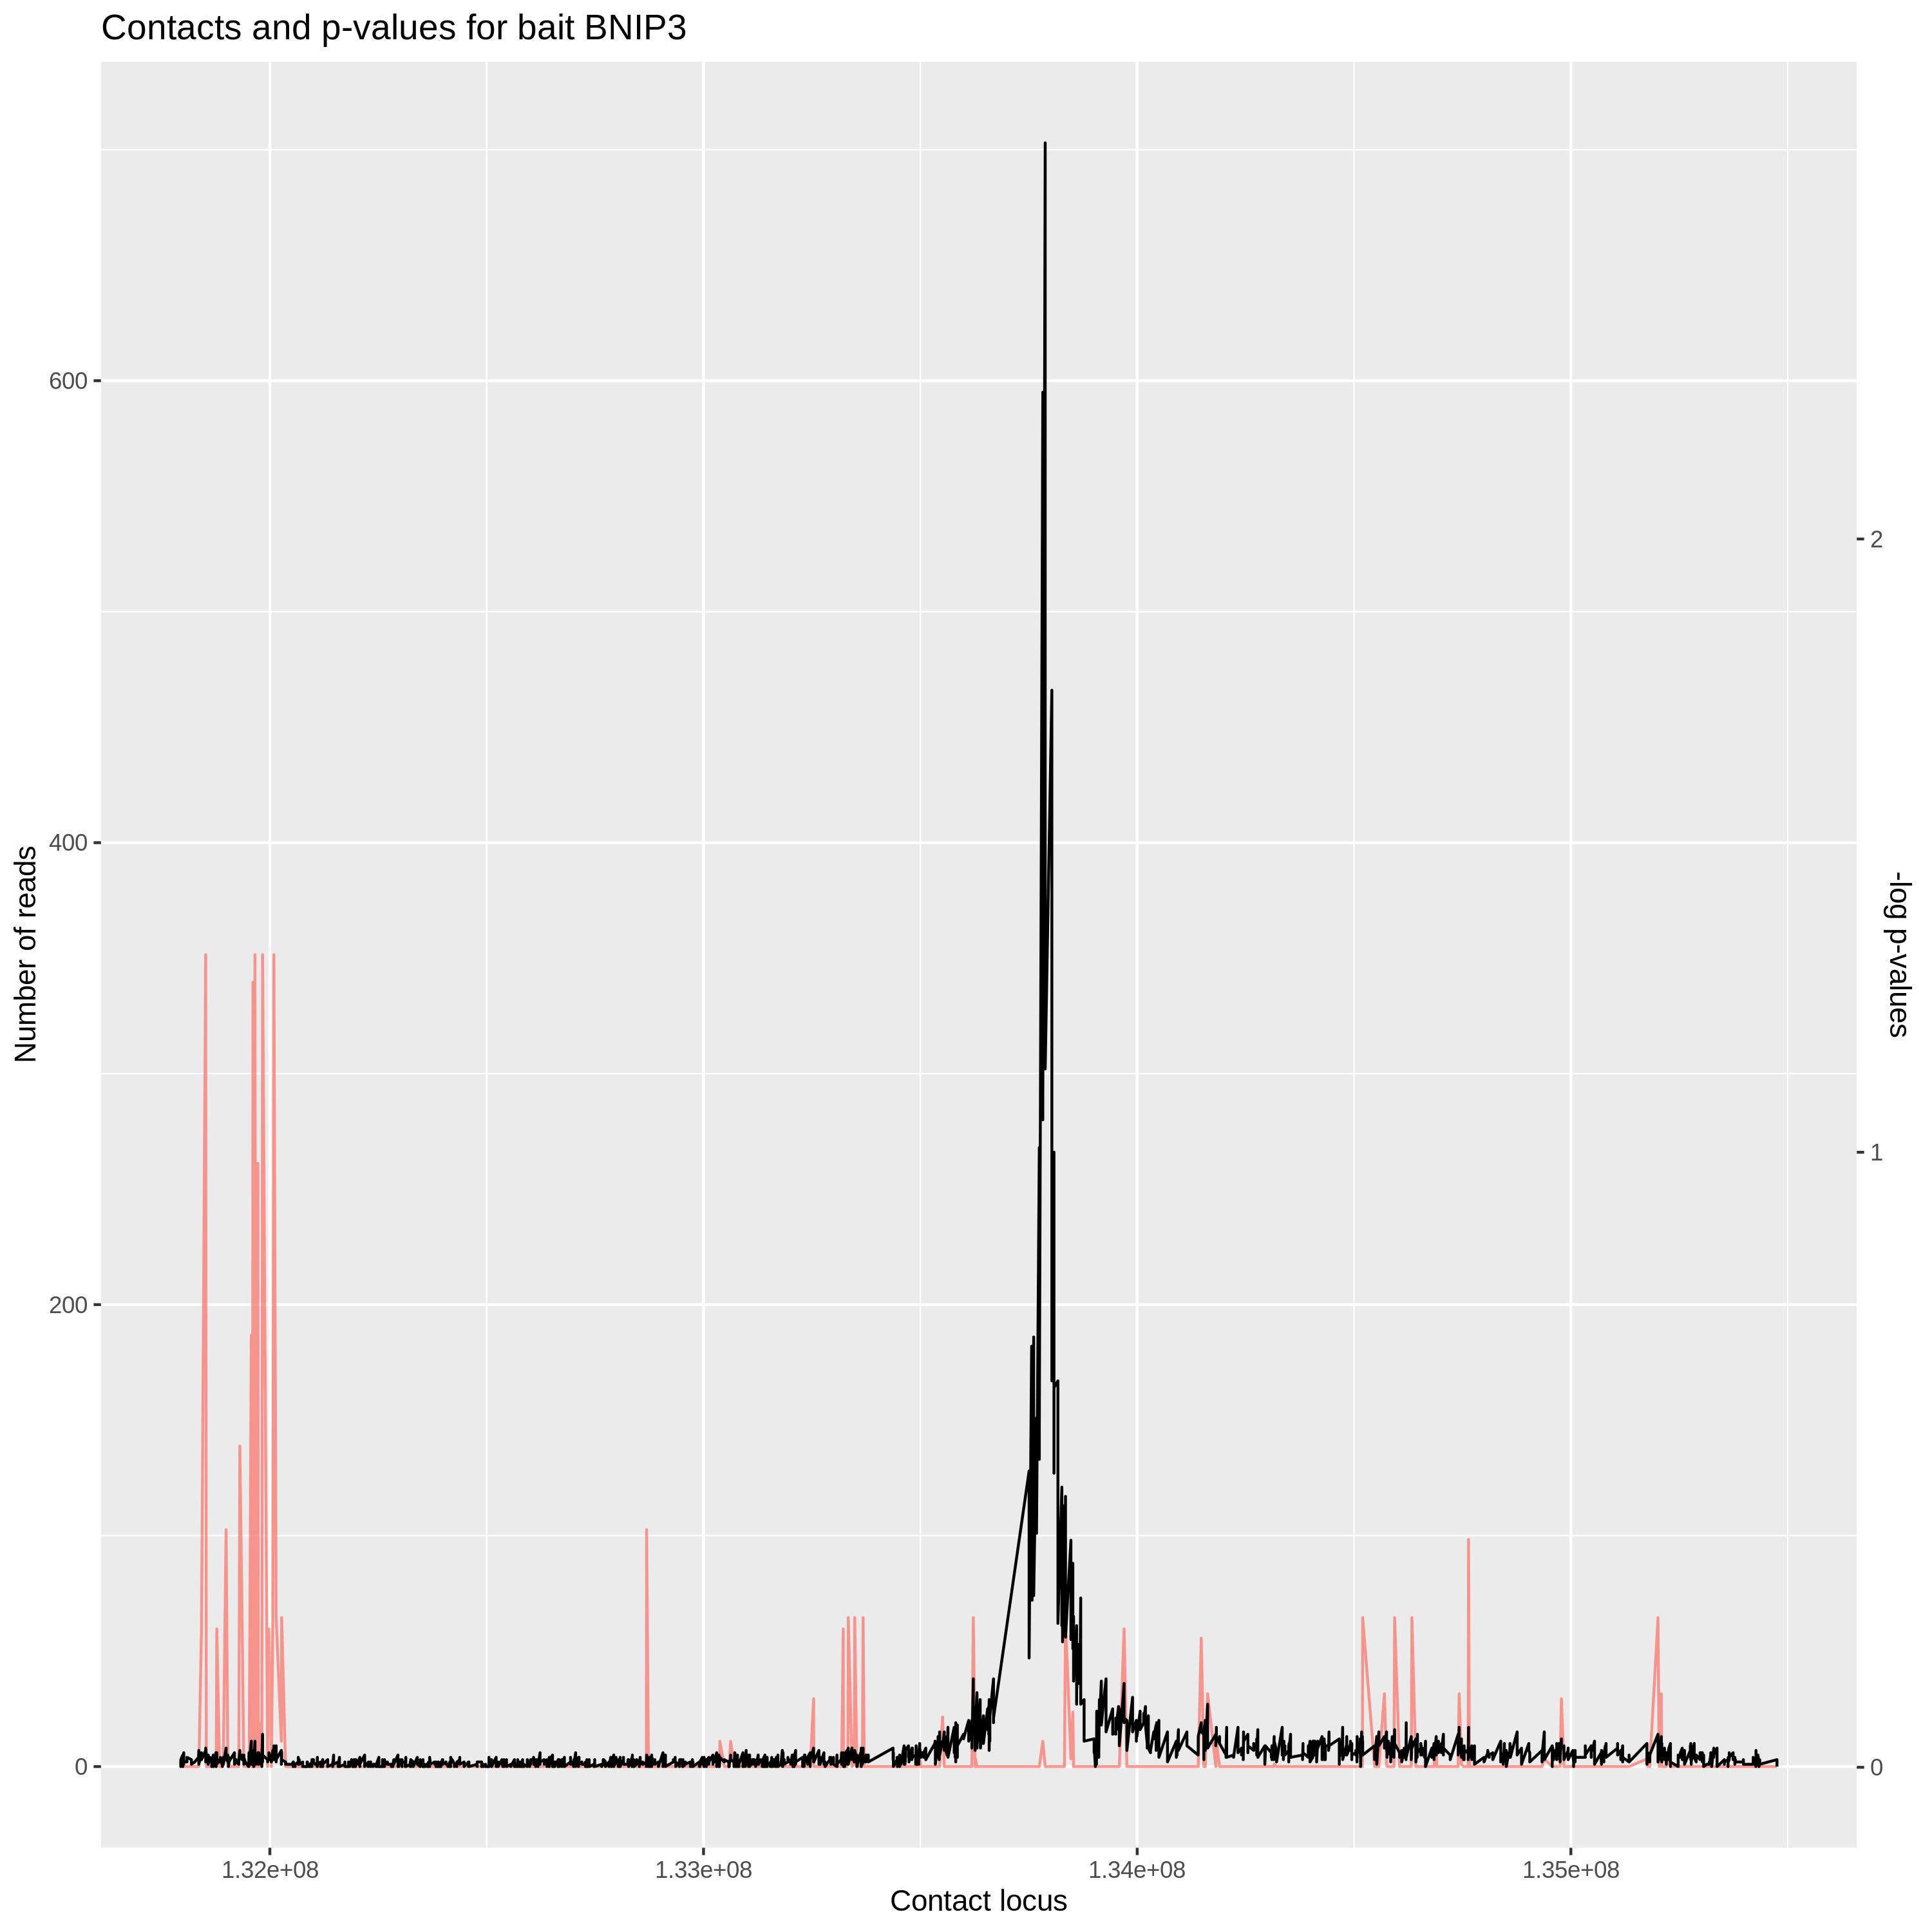 Contacts and p-values for bait BNIP3
600
400
200
0
Number of reads
2
1
0
-log p-values
1.32e+08 1.33e+08 1.34e+08 1.35e+08
Contact locus